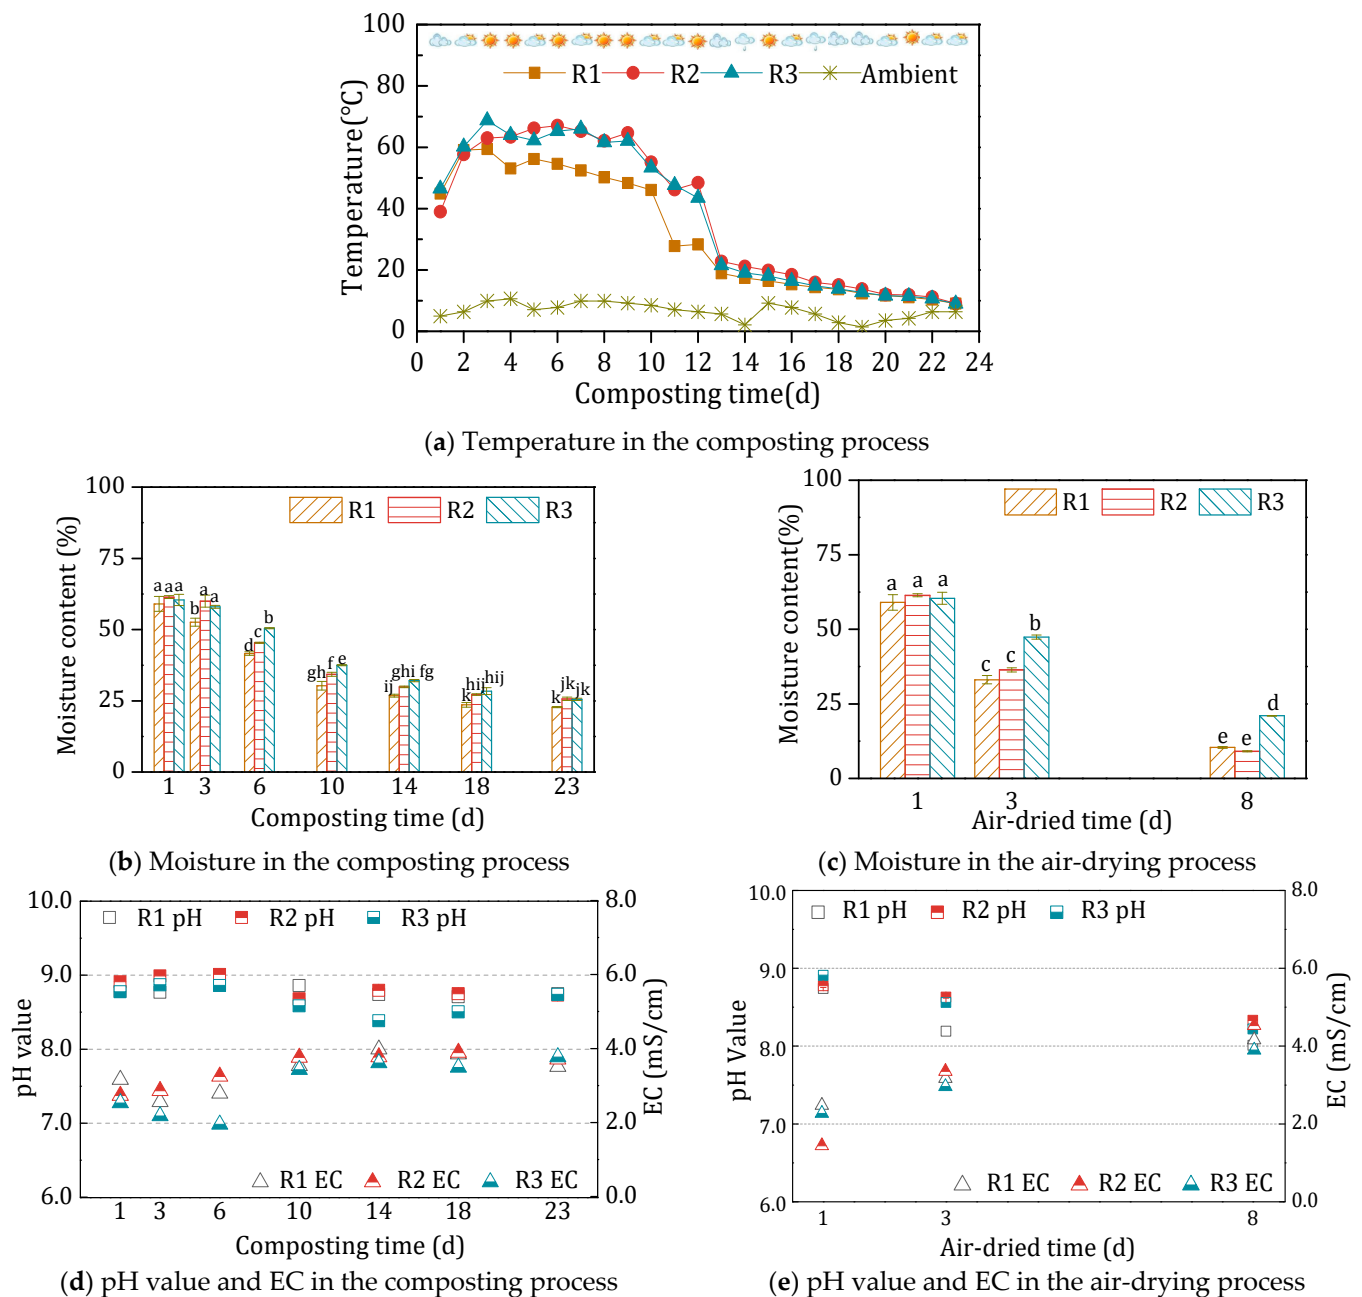 100
80
60
40
20
0
Temperature(°C)
R1 R2 R3 Ambient
0 2 4 6 8 10 12 14 16 18 20 22 24
Composting time(d)
(a) Temperature in the composting process
100
75
50
25
0
Moisture content (%)
R1 R2 R3
a a a
b a a
d c b
gh f e
ij ghi fg
k hij hij
k jk jk
1 3 6 10 14 18 23
Composting time (d)
(b) Moisture in the composting process
100
75
50
25
0
Moisture content(%)
R1 R2 R3
a a a
c c b
e e d
1 3 8
Air-dried time (d)
(c) Moisture in the air-drying process
10.0
9.0
8.0
7.0
6.0
pH value
R1 pH R2 pH R3 pH
R1 EC R2 EC R3 EC
8.0
6.0
4.0
2.0
0.0
EC (mS/cm)
1 3 6 10 14 18 23
Composting time (d)
(d) pH value and EC in the composting process
10.0
9.0
8.0
7.0
6.0
pH Value
R1 pH R2 pH R3 pH
R1 EC R2 EC R3 EC
8.0
6.0
4.0
2.0
0.0
EC (mS/cm)
1 3 8
Air-dried time (d)
(e) pH value and EC in the air-drying process